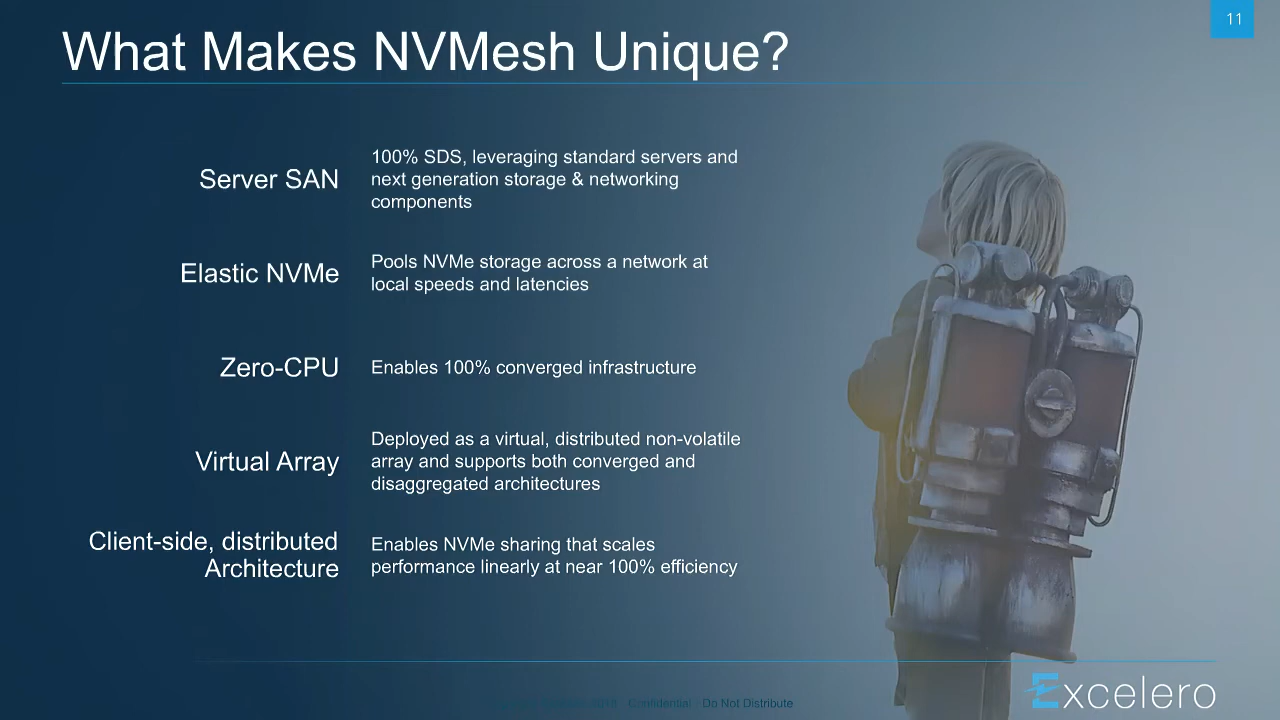 11
What Makes NVMesh Unique?
Server SAN
100% SDS, leveraging standard servers and
next generation storage & networking
components
Elastic NVMe
Pools NVMe storage across a network at
local speeds and latencies
Zero-CPU
Enables 100% converged infrastructure
Virtual Array
Deployed as a virtual, distributed non-volatile
array and supports both converged and
disaggregated architectures
Client-side, distributed
Architecture
Enables NVMe sharing that scales
performance linearly at near 100% efficiency
Confidential - Do Not Distribute
Excelero